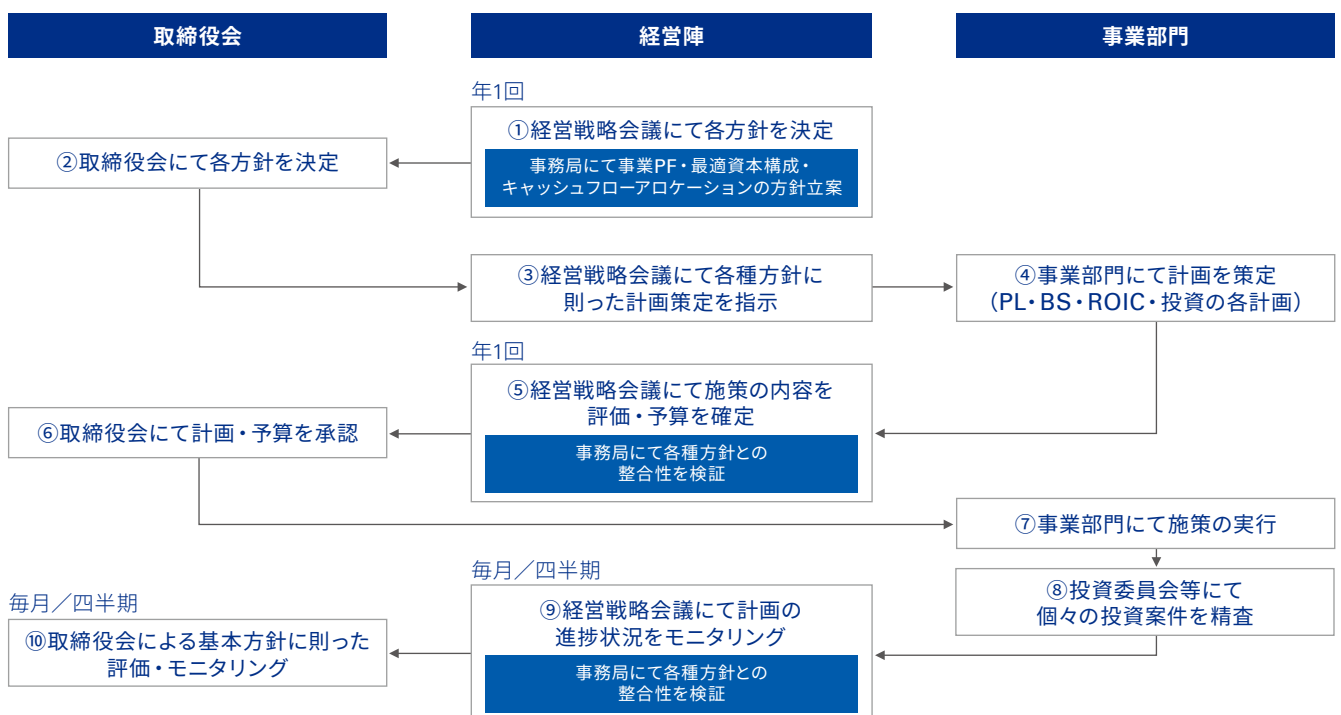 取締役会
経営陣
事業部門
年1回
①経営戦略会議にて各方針を決定
事務局にて事業PF・最適資本構成・
キャッシュフローアロケーションの方針立案
②取締役会にて各方針を決定
③経営戦略会議にて各種方針に
則った計画策定を指示
④事業部門にて計画を策定
（PL・BS・ROIC・投資の各計画）
年1回
⑤経営戦略会議にて施策の内容を
評価・予算を確定
事務局にて各種方針との
整合性を検証
⑥取締役会にて計画・予算を承認
⑦事業部門にて施策の実行
⑧投資委員会等にて
個々の投資案件を精査
毎月／四半期
⑨経営戦略会議にて計画の
進捗状況をモニタリング
事務局にて各種方針との
整合性を検証
毎月／四半期
⑩取締役会による基本方針に則った
評価・モニタリング